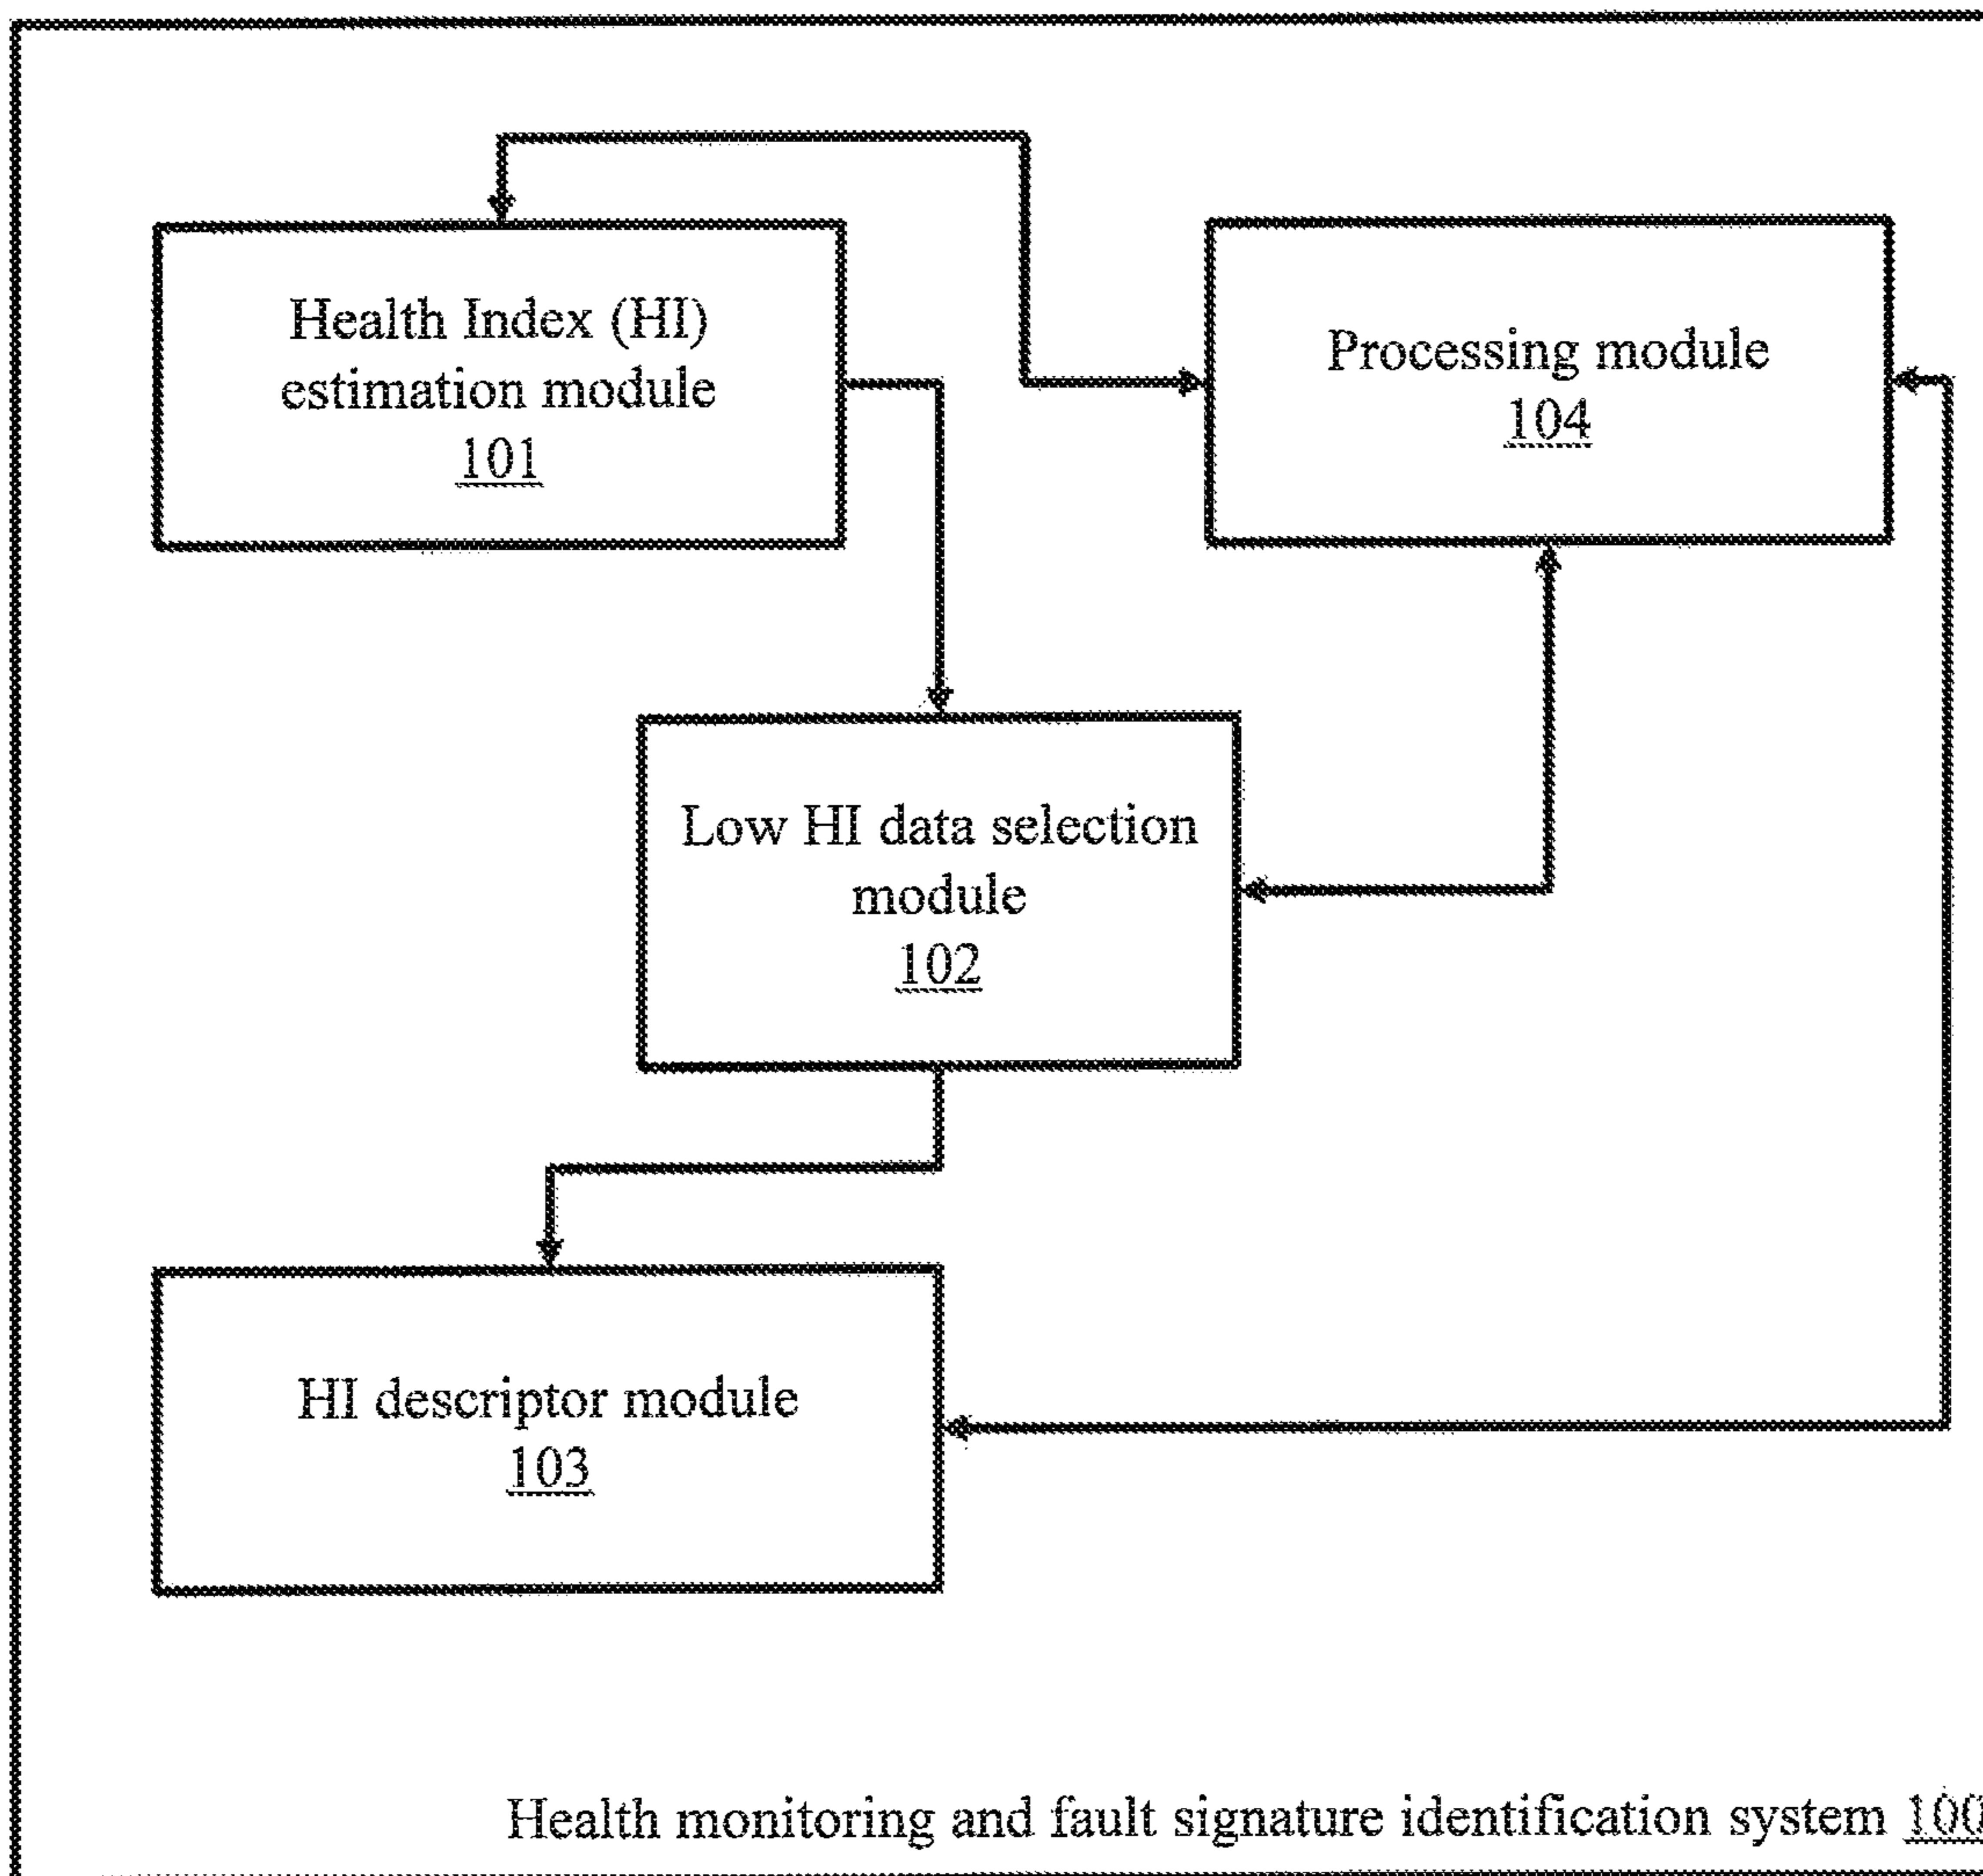 Health Index (HI)
estimation module
101
Processing module
104
Low HI data selection
module
102
HI descriptor module
103
Health monitoring and fault signature identification system 100